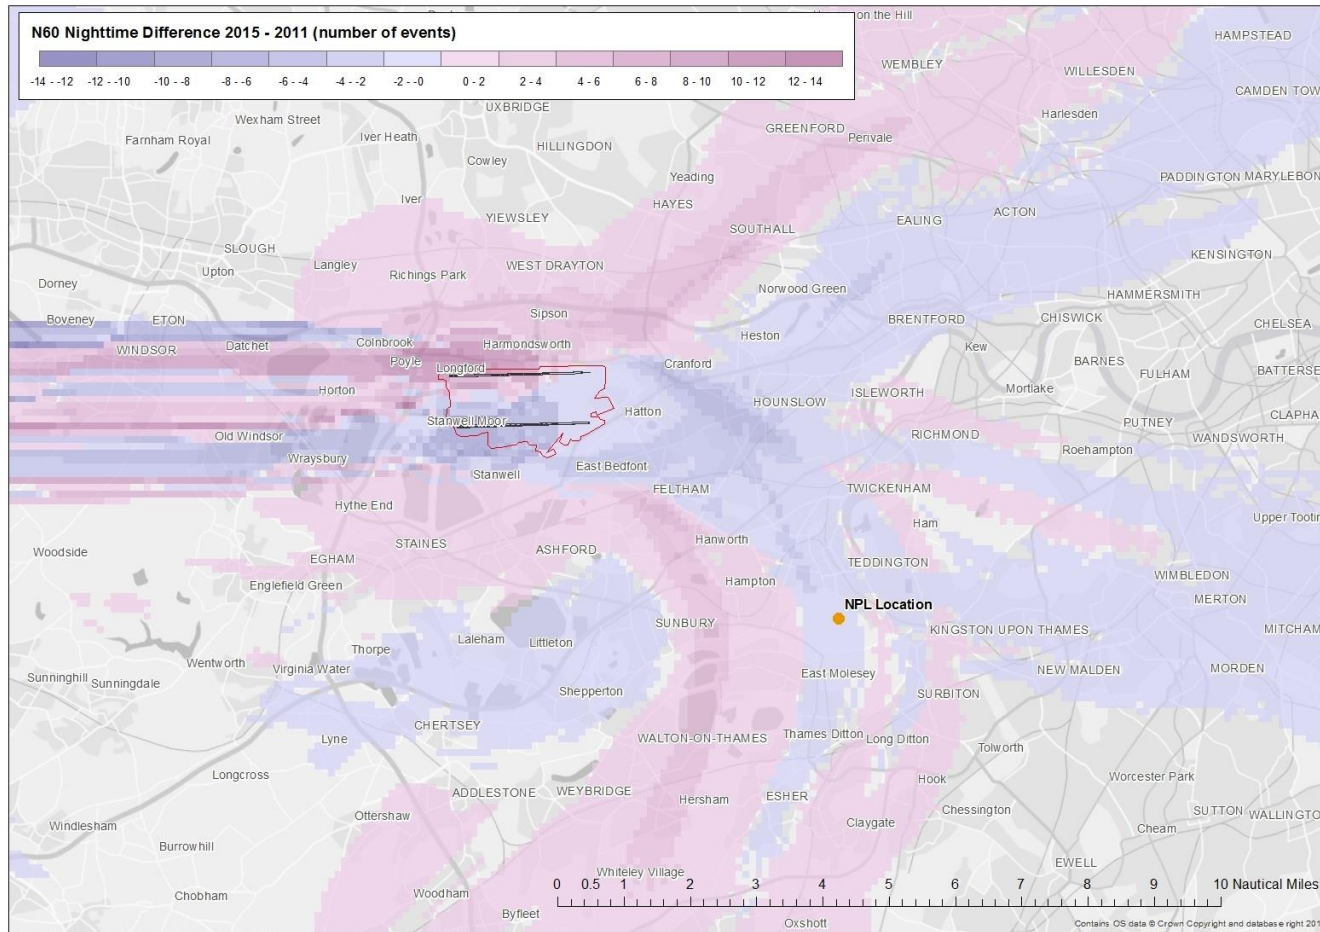 N60 Nighttime Difference 2015 - 2011 (number of events)
-14 - -12 -12 - -10 -10 - -8 -8 - -6 -6 - -4 -4 - -2 -2 - -0 0 - 2 2 - 4 4 - 6 6 - 8 8 - 10 10 - 12 12 - 14
on the Hill
HAMPSTEAD
WEMBLEY
WILLESDEN
CAMDEN TOW
UXBRIDGE
Wexham Street
Harlesden
GREENFORD
Farnham Royal
Iver Heath
HILLINGDON
Perivale
Cowley
Yeading
PADDINGTON MARYLEBON
Iver
HAYES
YIEWSLEY
ACTON
EALING
SOUTHALL
SLOUGH
KENSINGTON
Langley
WEST DRAYTON
Upton
Richings Park
Dorney
Norwood Green
HAMMERSMITH
Sipson
BRENTFORD
CHISWICK
Boveney ETON
CHELSEA
Heston
Colnbrook
Harmondsworth
Kew
WINDSOR
Datchet
Poyle
Cranford
BARNES
Longford
BATTERSE
FULHAM
Horton
Mortlake
ISLEWORTH
HOUNSLOW
Hatton
CLAPHA
Stanwell Moor
PUTNEY
Old Windsor
RICHMOND
WANDSWORTH
Roehampton
Wraysbury
East Bedfont
Stanwell
FELTHAM
TWICKENHAM
Hythe End
Upper Tootin
Ham
Hanworth
STAINES
Woodside
ASHFORD
EGHAM
TEDDINGTON
WIMBLEDON
Englefield Green
Hampton
MERTON
NPL Location
SUNBURY
KINGSTON UPON THAMES
MITCHAM
Laleham
Littleton
Thorpe
Wentworth
Virginia Water
East Molesey
NEW MALDEN
MORDEN
Sunninghill
Sunningdale
Shepperton
SURBITON
CHERTSEY
Lyne
WALTON-ON-THAMES
Thames Ditton
Long Ditton
Tolworth
Longcross
Hook
Worcester Park
ADDLESTONE
WEYBRIDGE
Hersham
ESHER
Chessington
SUTTON
WALLINGTO
Ottershaw
Claygate
Windlesham
Cheam
Burrowhill
EWELL
Whiteley Village
0 0.5 1 2 3 4 5 6 7 8 9 10 Nautical Miles
Chobham
Woodham
Byfleet
Oxshott
Contains OS data © Crown Copyright and database right 201